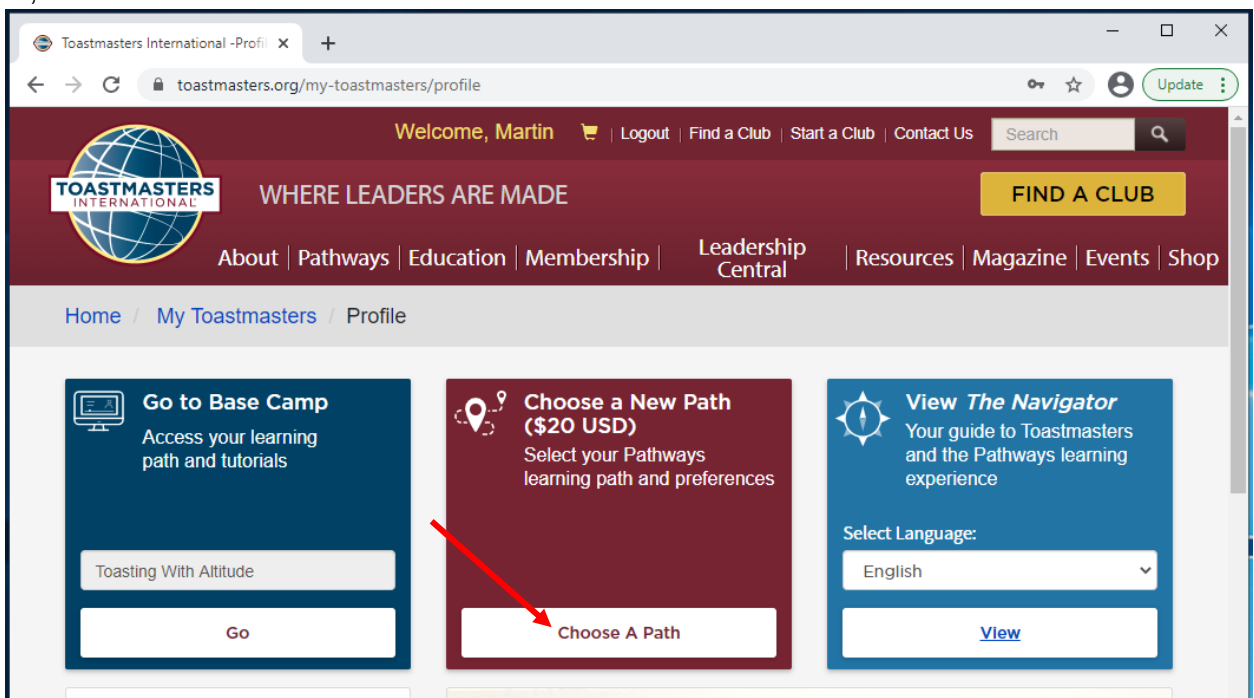 Toastmasters International -Profil
toastmasters.org/my-toastmasters/profile
Update
Welcome, Martin | Logout | Find a Club | Start a Club | Contact Us
Search
TOASTMASTERS
INTERNATIONAL
WHERE LEADERS ARE MADE
FIND A CLUB
About | Pathways | Education | Membership | Leadership Central | Resources | Magazine | Events | Shop
Home / My Toastmasters / Profile
Go to Base Camp
Access your learning
path and tutorials
Toasting With Altitude
Go
Choose a New Path
($20 USD)
Select your Pathways
learning path and preferences
Choose A Path
View The Navigator
Your guide to Toastmasters
and the Pathways learning
experience
Select Language:
English
View